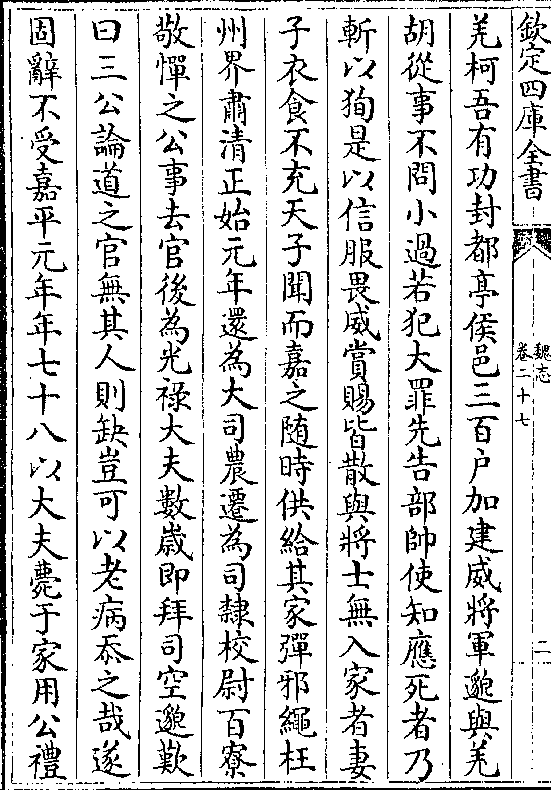 欽定四庫全書
魏志
卷二十七
二
羌柯吾有功封都亭侯邑三百户加建威將軍邈與羌
胡從事不問小過若犯大罪先告部帥使知應死者乃
斬以狥是以信服畏威賞賜皆散與將士無入家者妻
子衣食不充天子聞而嘉之随時供給其家彈邪繩枉
州界肅清正始元年還為大司農遷為司隸校尉百寮
敬憚之公事去官後為光禄大夫數歳即拜司空邈歎
曰三公論道之官無其人則缺豈可以老病忝之哉遂
固辭不受嘉平元年年七十八以大夫薨于家用公禮